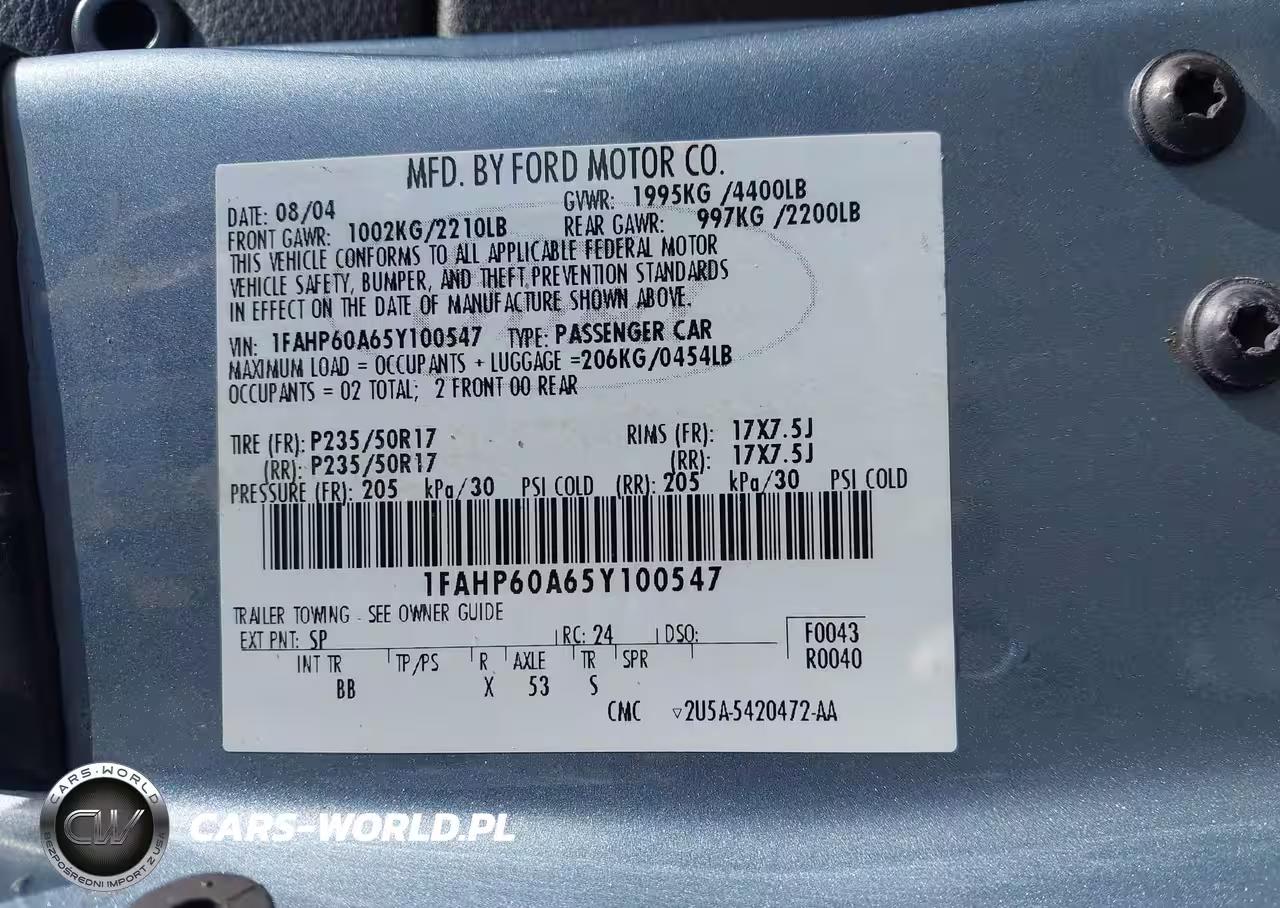 MFD. BY FORD MOTOR CO.
DATE: 08/04 GVWR: 1995KG /4400LB
FRONT GAWR: 1002KG/2210LB REAR GAWR: 997KG /2200LB
THIS VEHICLE CONFORMS TO ALL APPLICABLE FEDERAL MOTOR
VEHICLE SAFETY, BUMPER, AND THEFT PREVENTION STANDARDS
IN EFFECT ON THE DATE OF MANUFACTURE SHOWN ABOVE.
VIN: 1FAHP60A65Y100547 TYPE: PASSENGER CAR
MAXIMUM LOAD = OCCUPANTS + LUGGAGE =206KG/0454LB
OCCUPANTS = 02 TOTAL; 2 FRONT 00 REAR
TIRE (FR): P235/50R17 RIMS (FR): 17X7.5J
(RR): P235/50R17 (RR): 17X7.5J
PRESSURE (FR): 205 kPa/30 PSI COLD (RR): 205 kPa/30 PSI COLD
1FAHP60A65Y100547
TRAILER TOWING - SEE OWNER GUIDE
EXT PNT: SP RC: 24 DSO: F0043
INT TR TP/PS R AXLE TR SPR R0040
BB X 53 S
CMC ▽2U5A-5420472-AA
CARS-WORLD
CW
BEZPOŚREDNI IMPORT Z USA
CARS-WORLD.PL